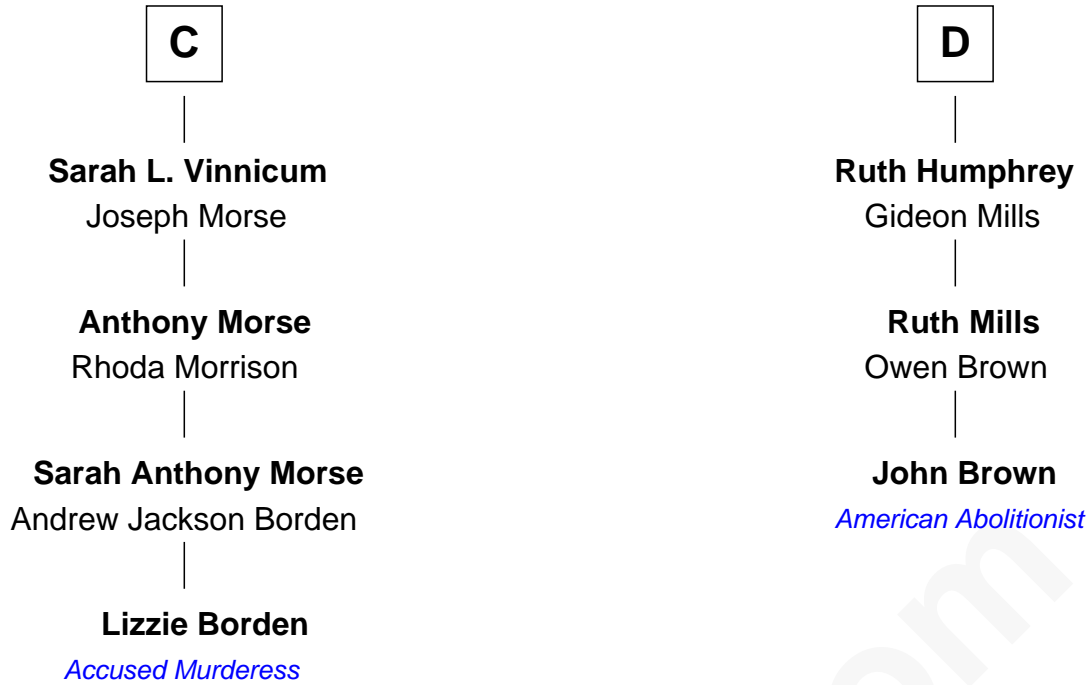 C
Sarah L. Vinnicum
Joseph Morse
Anthony Morse
Rhoda Morrison
Sarah Anthony Morse
Andrew Jackson Borden
Lizzie Borden
Accused Murderess
D
Ruth Humphrey
Gideon Mills
Ruth Mills
Owen Brown
John Brown
American Abolitionist
om